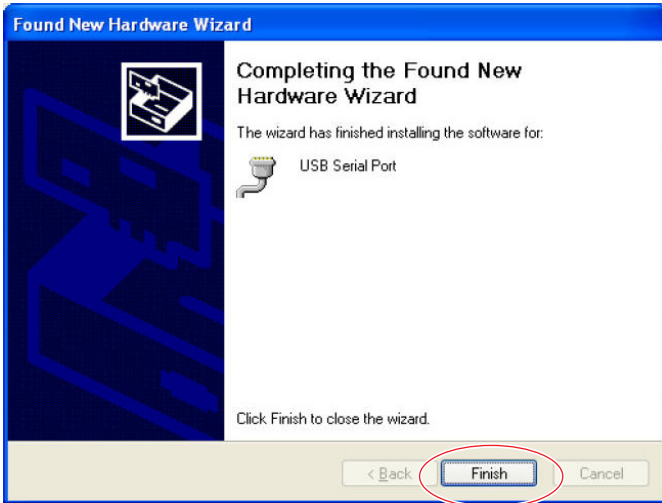 Found New Hardware Wizard
Completing the Found New
Hardware Wizard
The wizard has finished installing the software for:
USB Serial Port
Click Finish to close the wizard.
< Back
Finish
Cancel